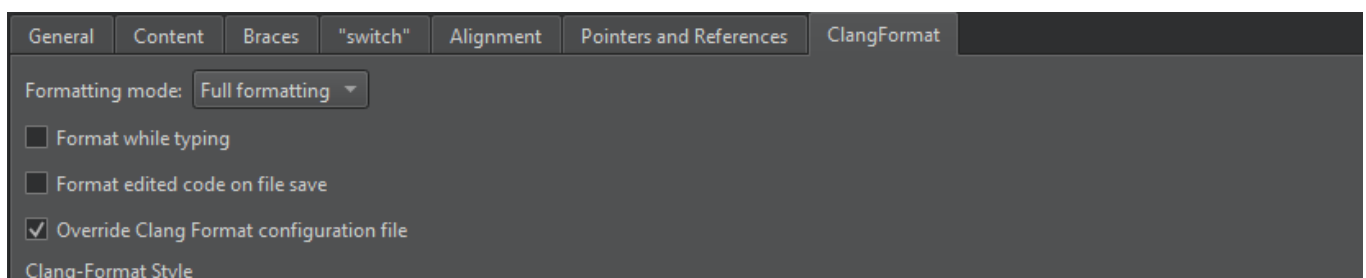 General Content Braces "switch" Alignment Pointers and References ClangFormat
Formatting mode: Full formatting
Format while typing
Format edited code on file save
Override Clang Format configuration file
Clang-Format Style